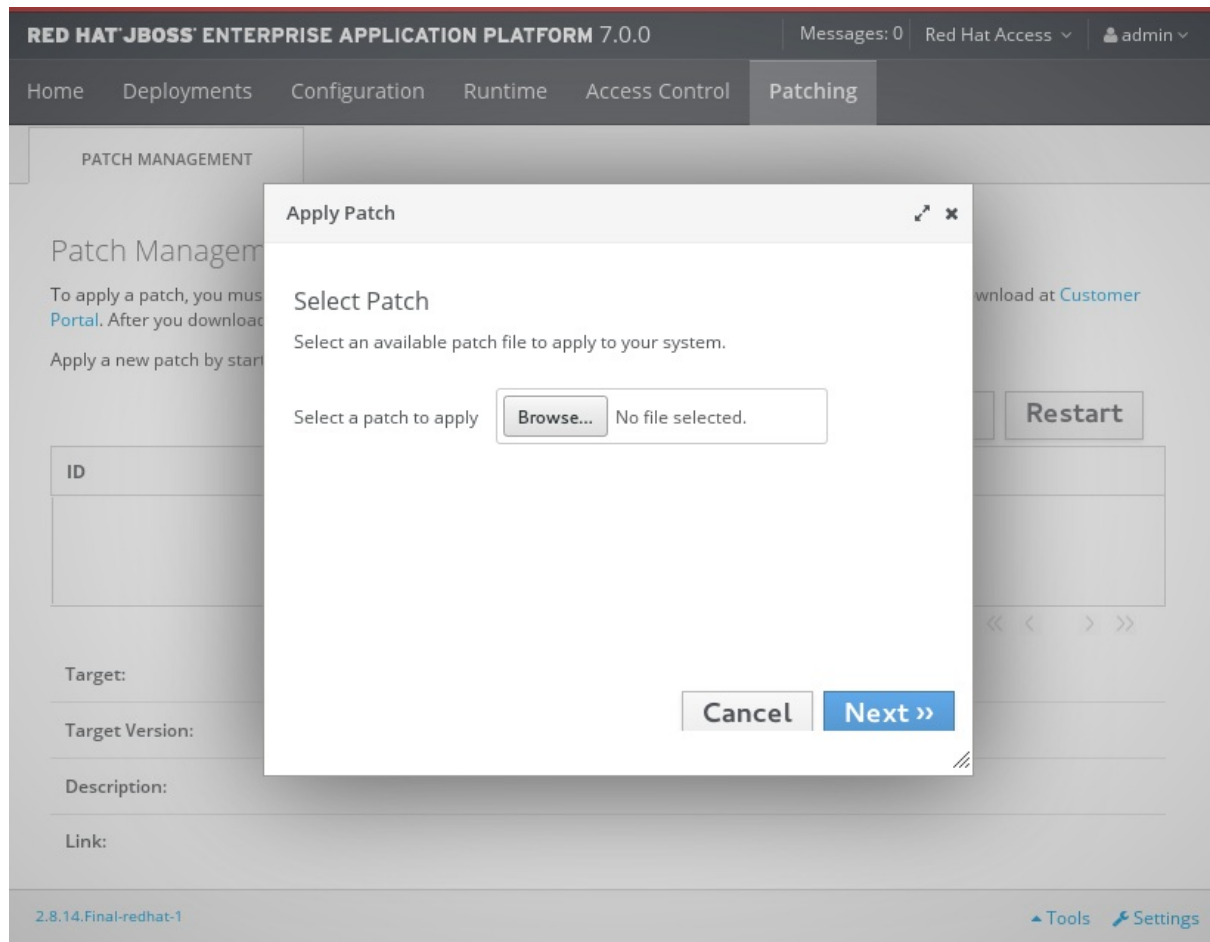 RED HAT JBOSS ENTERPRISE APPLICATION PLATFORM 7.0.0 Messages: 0 Red Hat Access admin
Home Deployments Configuration Runtime Access Control Patching
PATCH MANAGEMENT
Apply Patch
Patch Managem
To apply a patch, you mus wnload at Customer
Select Patch
Portal. After you downloa
Select an available patch file to apply to your system.
Apply a new patch by star
Select a patch to apply Browse... No file selected.
Restart
ID
Target:
Cancel Next »
Target Version:
Description:
Link:
2.8.14.Final-redhat-1 Tools Settings